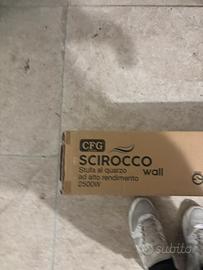 CFG
SCIROCCO
wall
Stufa al quarzo
ad alto rendimento
2500W
subito